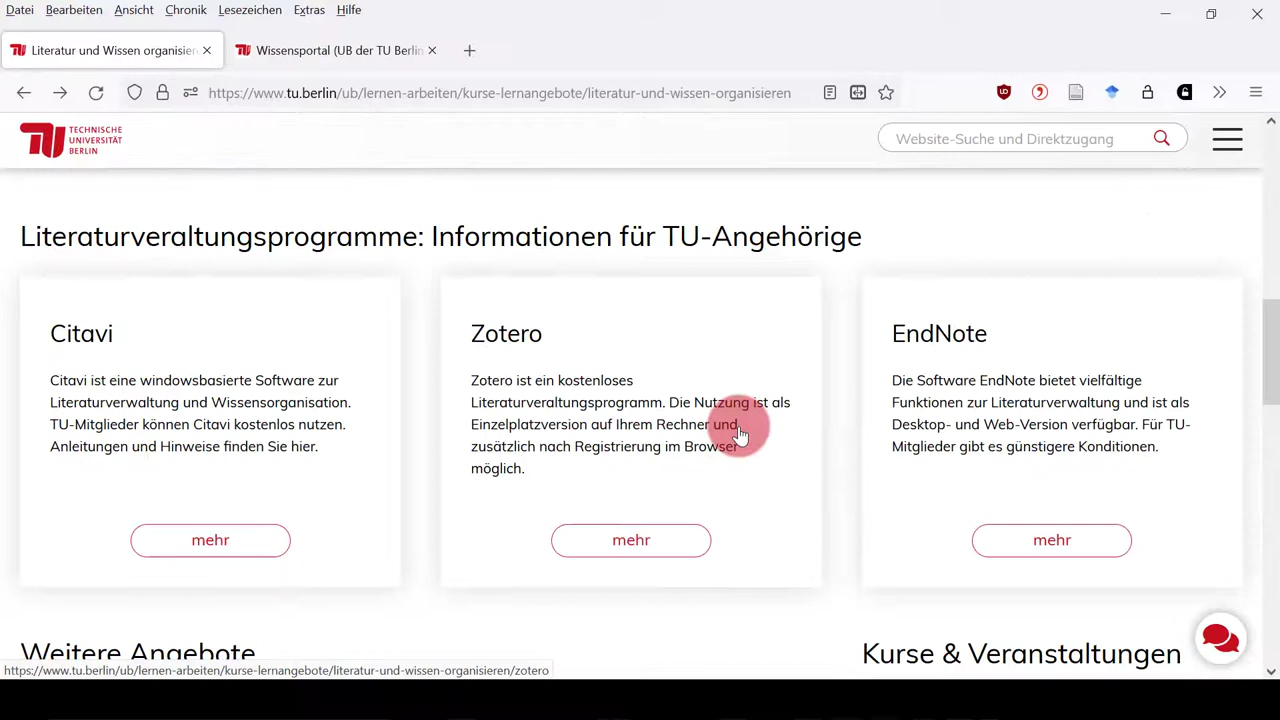 Datei Bearbeiten Ansicht Chronik Lesezeichen Extras Hilfe
Literatur und Wissen organisieren
Wissensportal (UB der TU Berlin
https://www.tu.berlin/ub/lernen-arbeiten/kurse-lernangebote/literatur-und-wissen-organisieren
TECHNISCHE
UNIVERSITÄT
BERLIN
Website-Suche und Direktzugang
Literaturveraltungsprogramme: Informationen für TU-Angehörige
Citavi
Citavi ist eine windowsbasierte Software zur
Literaturverwaltung und Wissensorganisation.
TU-Mitglieder können Citavi kostenlos nutzen.
Anleitungen und Hinweise finden Sie hier.
mehr
Zotero
Zotero ist ein kostenloses
Literaturveraltungsprogramm. Die Nutzung ist als
Einzelplatzversion auf Ihrem Rechner und
zusätzlich nach Registrierung im Browser
möglich.
mehr
EndNote
Die Software EndNote bietet vielfältige
Funktionen zur Literaturverwaltung und ist als
Desktop- und Web-Version verfügbar. Für TU-
Mitglieder gibt es günstigere Konditionen.
mehr
Weitere Angebote
Kurse & Veranstaltungen
https://www.tu.berlin/ub/lernen-arbeiten/kurse-lernangebote/literatur-und-wissen-organisieren/zotero